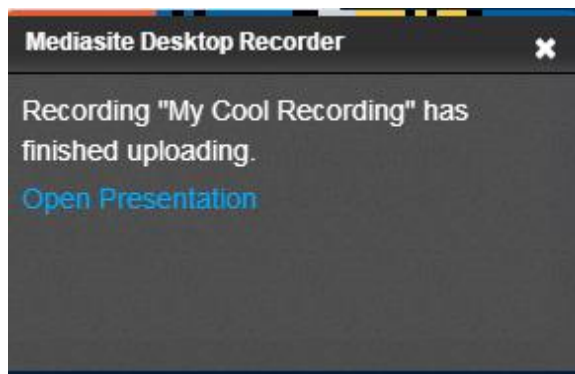 Mediasite Desktop Recorder
Recording "My Cool Recording" has
finished uploading.
Open Presentation